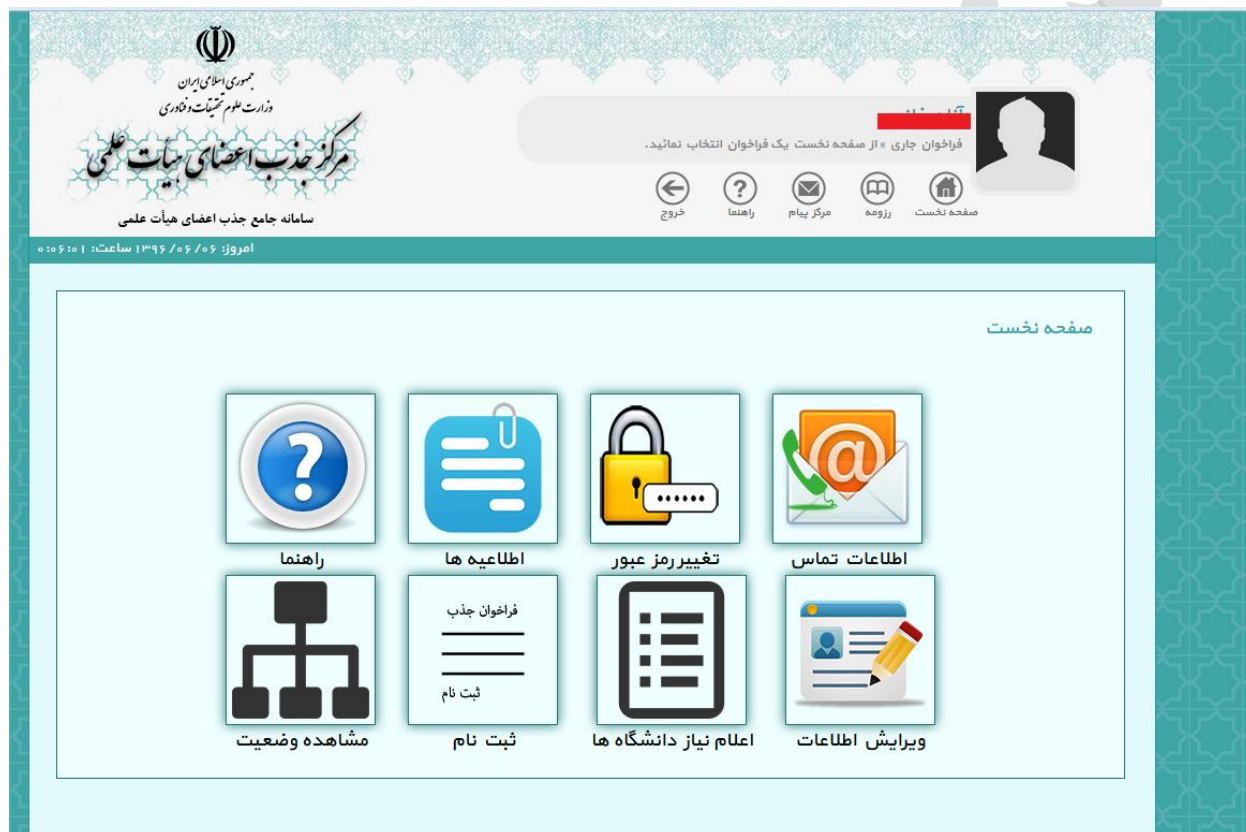 جمهوری اسلامی ایران
وزارت علوم تحقیقات و فناوری
مرکز جذب اعضای هیأت علمی
سامانه جامع جذب اعضای هیأت علمی
فراخوان جاری » از صفحه نخست یک فراخوان انتخاب نمائید.
صفحه نخست رزومه مرکز پیام راهنما خروج
امروز: ۱۳۹۶/۰۶/۰۶ ساعت: ۰:۰۶:۰۱
صفحه نخست
اطلاعات تماس تغییر رمز عبور اطلاعیه ها راهنما
فراخوان جذب
ثبت نام
ویرایش اطلاعات اعلام نیاز دانشگاه ها ثبت نام مشاهده وضعیت